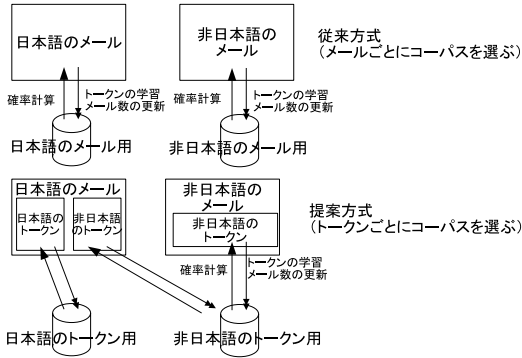 日本語のメール
非日本語の
メール
従来方式
(メールごとにコーパスを選ぶ)
確率計算
トークンの学習
メール数の更新
確率計算
トークンの学習
メール数の更新
日本語のメール用
非日本語のメール用
日本語のメール
日本語の
トークン
非日本語
のトークン
非日本語の
メール
非日本語の
トークン
提案方式
(トークンごとにコーパスを選ぶ)
確率計算
トークンの学習
メール数の更新
日本語のトークン用
非日本語のトークン用